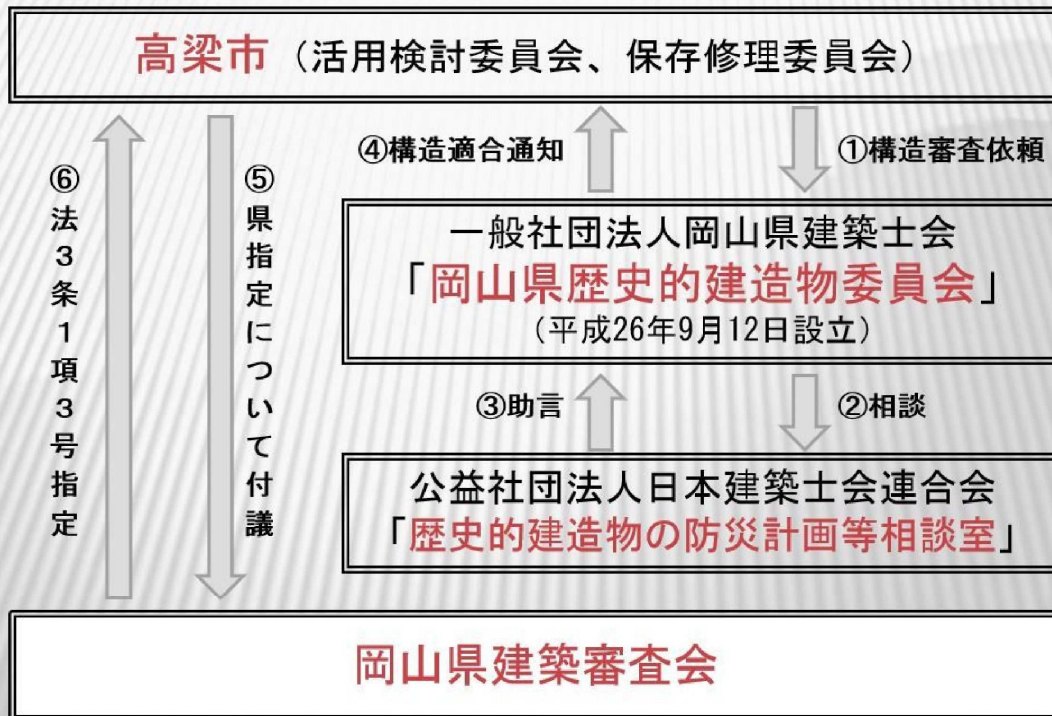 高梁市（活用検討委員会、保存修理委員会）
④構造適合通知
①構造審査依頼
⑥法3条1項3号指定
⑤県指定について付議
一般社団法人岡山県建築士会
「岡山県歴史的建造物委員会」
（平成26年9月12日設立）
③助言
②相談
公益社団法人日本建築士会連合会
「歴史的建造物の防災計画等相談室」
岡山県建築審査会